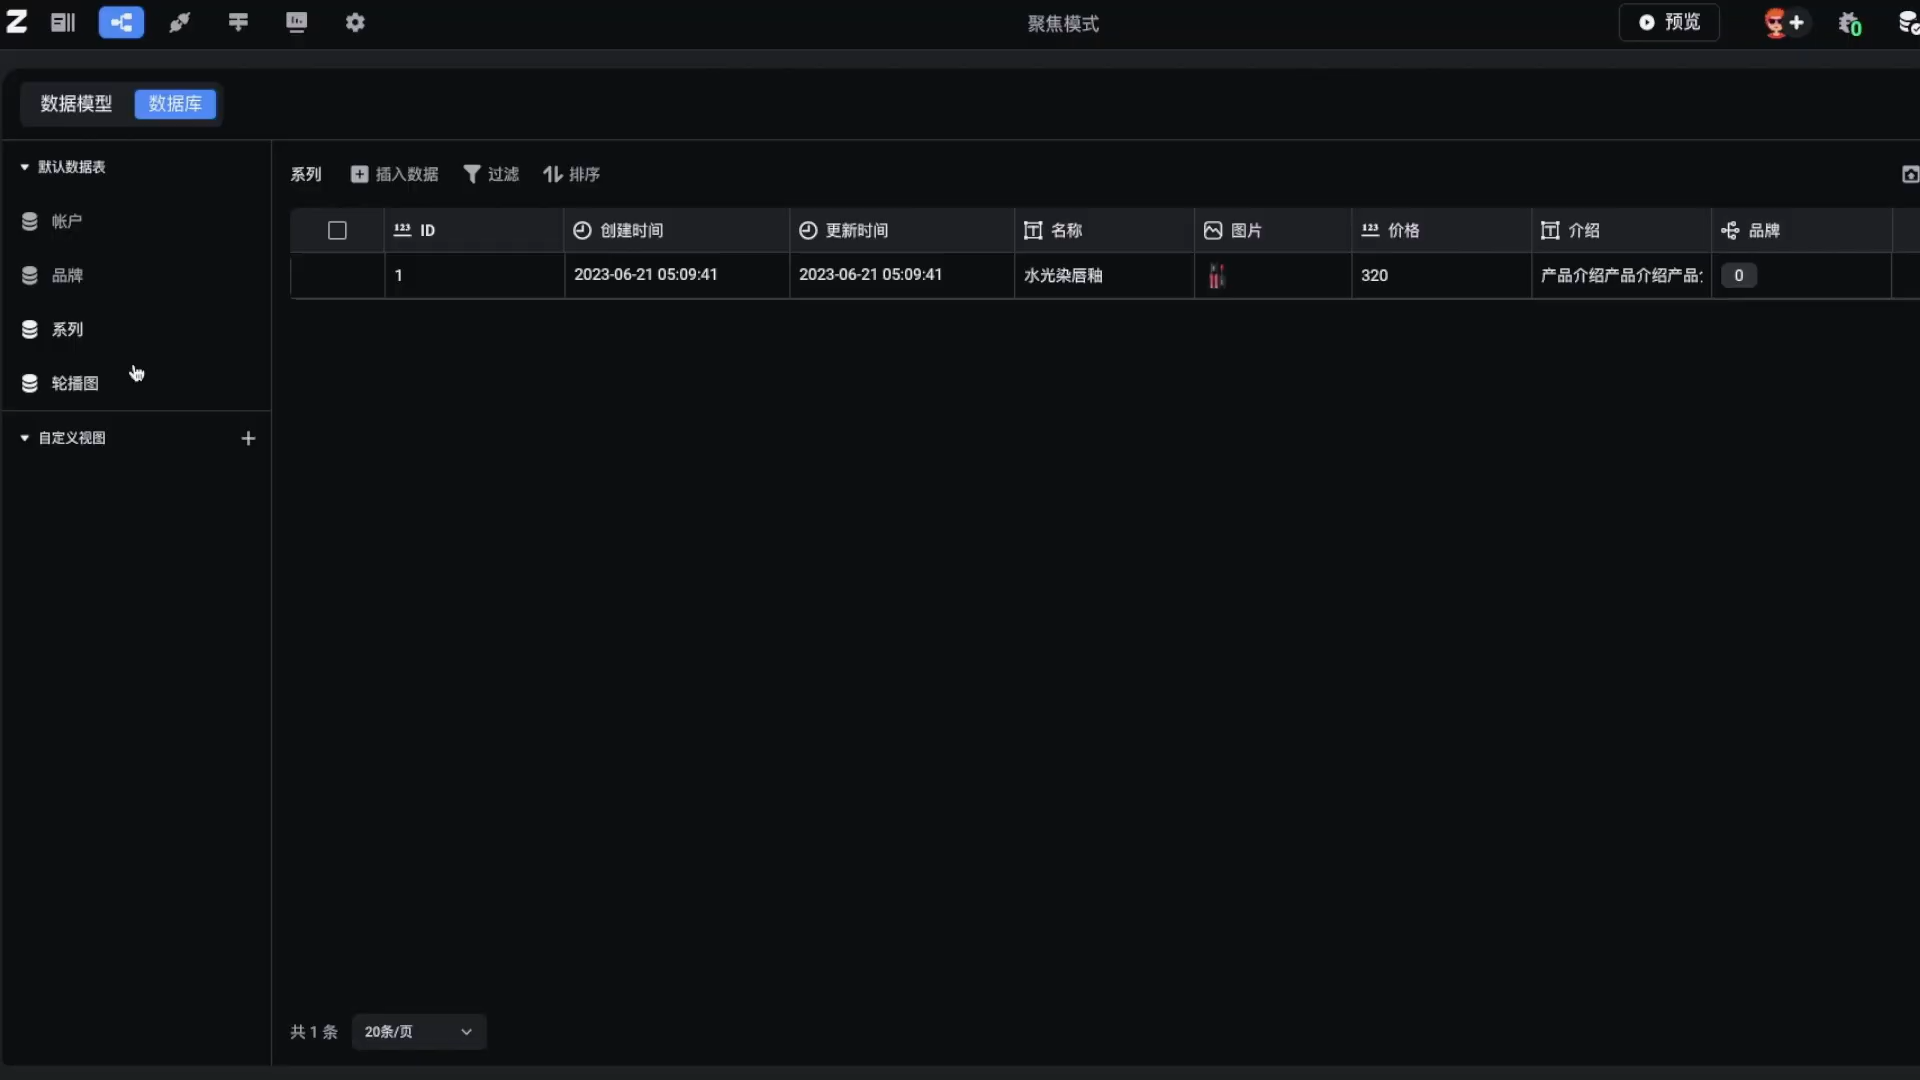 Z
聚焦模式
预览
0
数据模型
数据库
默认数据表
帐户
品牌
系列
轮播图
自定义视图
系列
插入数据
过滤
排序
123 ID
创建时间
更新时间
名称
图片
123 价格
介绍
品牌
1
2023-06-21 05:09:41
2023-06-21 05:09:41
水光染唇釉
320
产品介绍产品介绍产品
0
共 1 条
20条/页